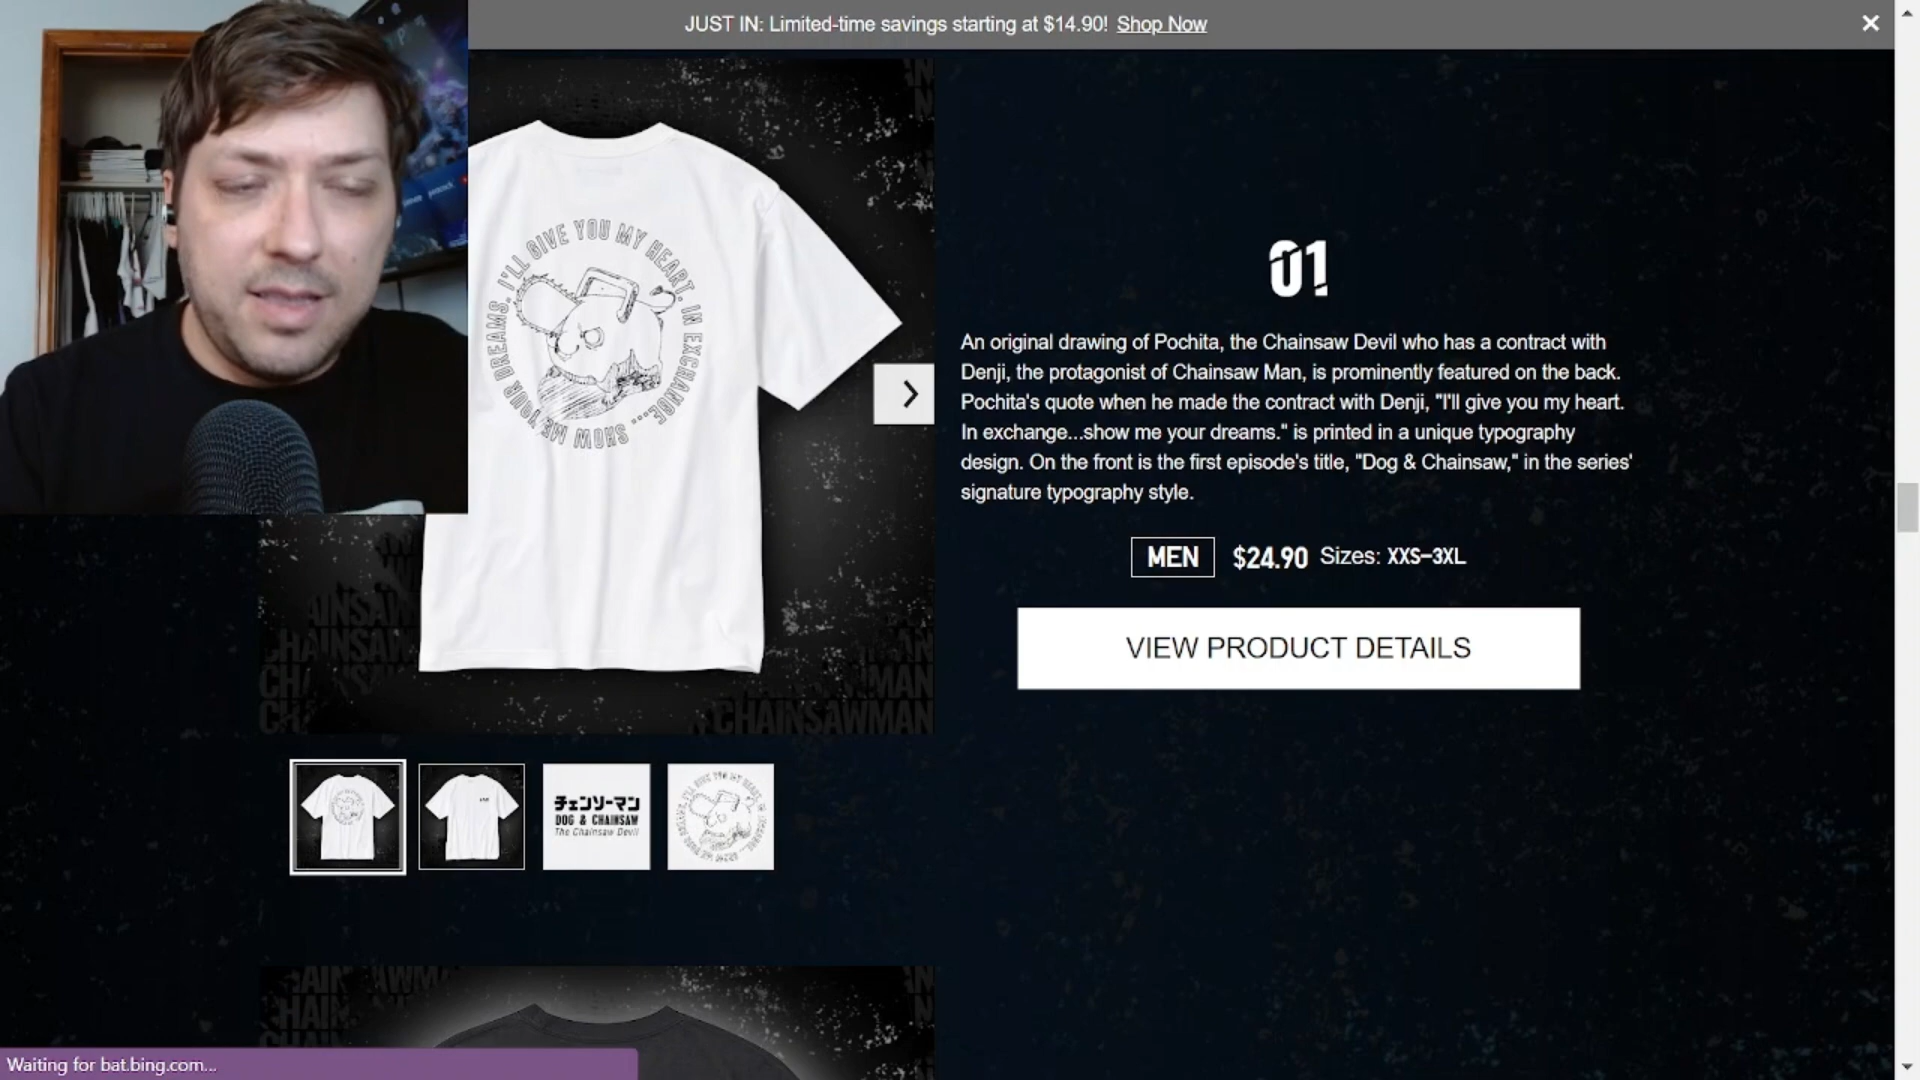 JUST IN: Limited-time savings starting at $14.90! Shop Now
I'LL GIVE YOU MY HEART. IN EXCHANGE... SHOW ME YOUR DREAMS.
01
An original drawing of Pochita, the Chainsaw Devil who has a contract with
Denji, the protagonist of Chainsaw Man, is prominently featured on the back.
Pochita's quote when he made the contract with Denji, "I'll give you my heart.
In exchange...show me your dreams." is printed in a unique typography
design. On the front is the first episode's title, "Dog & Chainsaw," in the series'
signature typography style.
MEN $24.90 Sizes: XXS–3XL
VIEW PRODUCT DETAILS
CHAINSAWMAN
チェンソーマン
DOG & CHAINSAW
The Chainsaw Devil
Waiting for bat.bing.com...